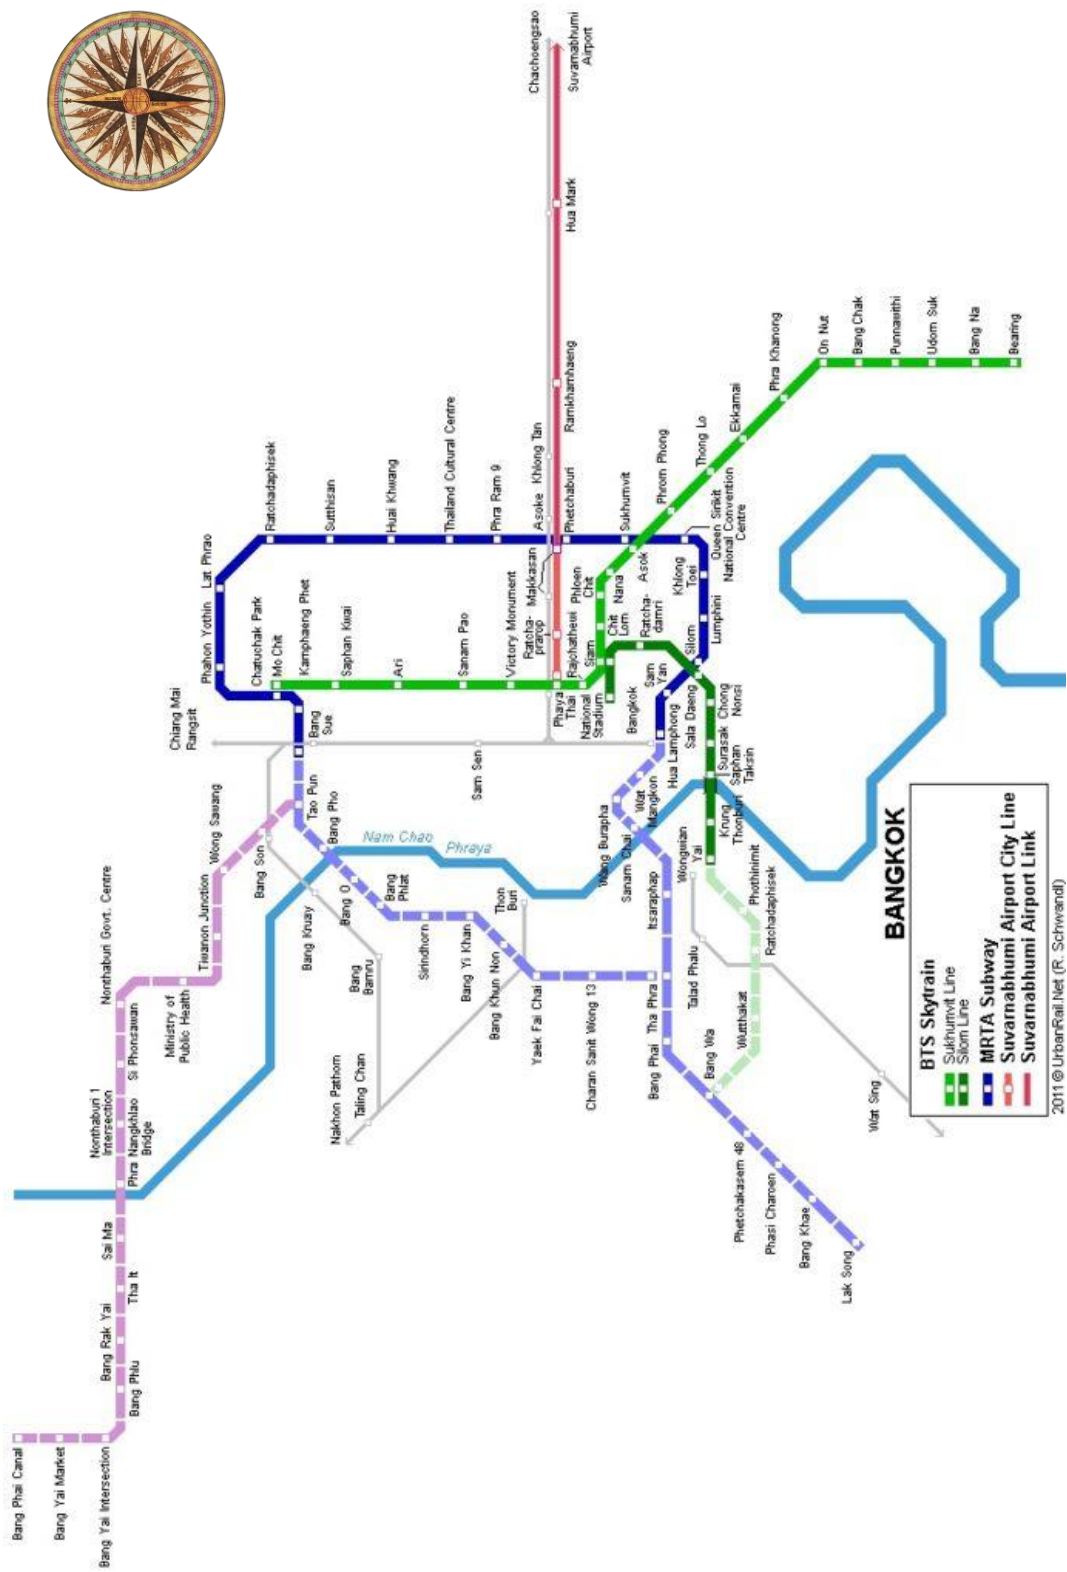 Chachoengsao
Suvarnabhumi
Airport
Hua Mark
Ramkhamhaeng
Asoke
Khlong Tan
Makkasan
Ratcha-
prarop
Phaya
Thai
Rajchathewi
Phetchaburi
Phra Ram 9
Thailand Cultural Centre
Huai Khwang
Sutthisan
Ratchadaphisek
Lat Phrao
Phahon Yothin
Chatuchak Park
Mo Chit
Kamphaeng Phet
Saphan Kwai
Ari
Sanam Pao
Victory Monument
Siam
National
Stadium
Chit
Lom
Phloen
Chit
Nana
Asok
Sukhumvit
Phrom Phong
Thong Lo
Ekkamai
Phra Khanong
On Nut
Bang Chak
Punnawithi
Udom Suk
Bang Na
Bearing
Queen Sirikit
National Convention
Centre
Khlong
Toei
Lumphini
Silom
Ratcha-
damri
Sam
Yan
Bangkok
Hua Lamphong
Sala Daeng
Chong
Nonsi
Surasak
Saphan
Taksin
Krung
Thonburi
Wongwian
Yai
Phothinimit
Ratchadaphisek
Wutthakat
Bang Wa
Chiang Mai
Rangsit
Bang
Sue
Sam Sen
Tao Pun
Bang Pho
Bang O
Bang
Phlat
Sirindhorn
Bang Yi Khan
Bang Khun Non
Yaek Fai Chai
Charan Sanit Wong 13
Tha Phra
Bang Phai
Itsaraphap
Sanam Chai
Wang Burapha
Wat
Mangkon
Phetchakasem 48
Phasi Charoen
Bang Khae
Lak Song
Talad Phalu
Wat Sing
Thon
Buri
Bang
Bamru
Bang Kruay
Bang Son
Taling Chan
Nakhon Pathom
Wong Sawang
Tiwanon Junction
Ministry of
Public Health
Nonthaburi Govt. Centre
Si Phonsawan
Nonthaburi 1
Intersection
Phra Nangkhlao
Bridge
Sai Ma
Tha It
Bang Rak Yai
Bang Phlu
Bang Yai Intersection
Bang Yai Market
Bang Phai Canal
Nam Chao Phraya
BANGKOK
BTS Skytrain
Sukhumvit Line
Silom Line
MRTA Subway
Suvarnabhumi Airport City Line
Suvarnabhumi Airport Link
2011 © UrbanRail.Net (R. Schwandl)